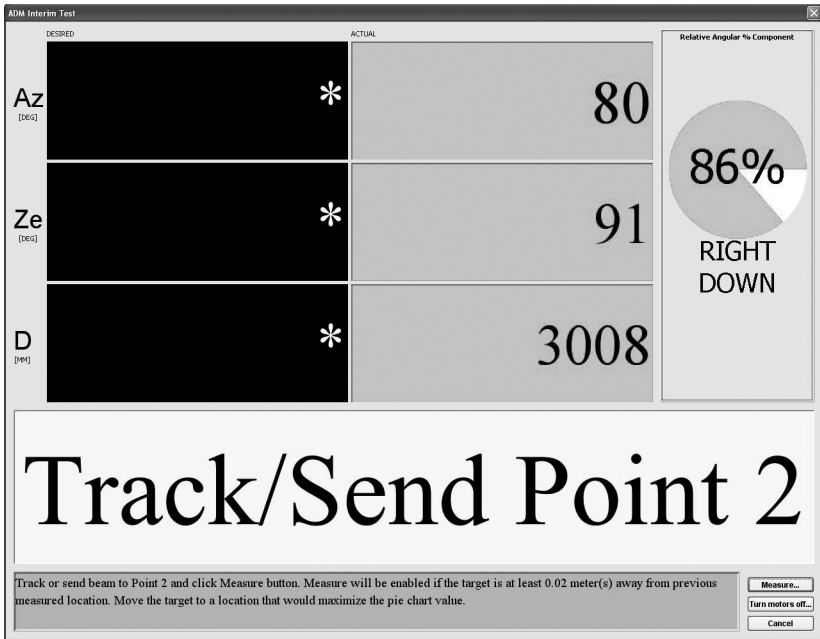 ADM Interim Test
DESIRED
ACTUAL
Relative Angular % Component
Az
[DEG]
*
80
86%
Ze
[DEG]
*
91
RIGHT
DOWN
D
[MM]
*
3008
Track/Send Point 2
Track or send beam to Point 2 and click Measure button. Measure will be enabled if the target is at least 0.02 meter(s) away from previous
measured location. Move the target to a location that would maximize the pie chart value.
Measure...
Turn motors off...
Cancel